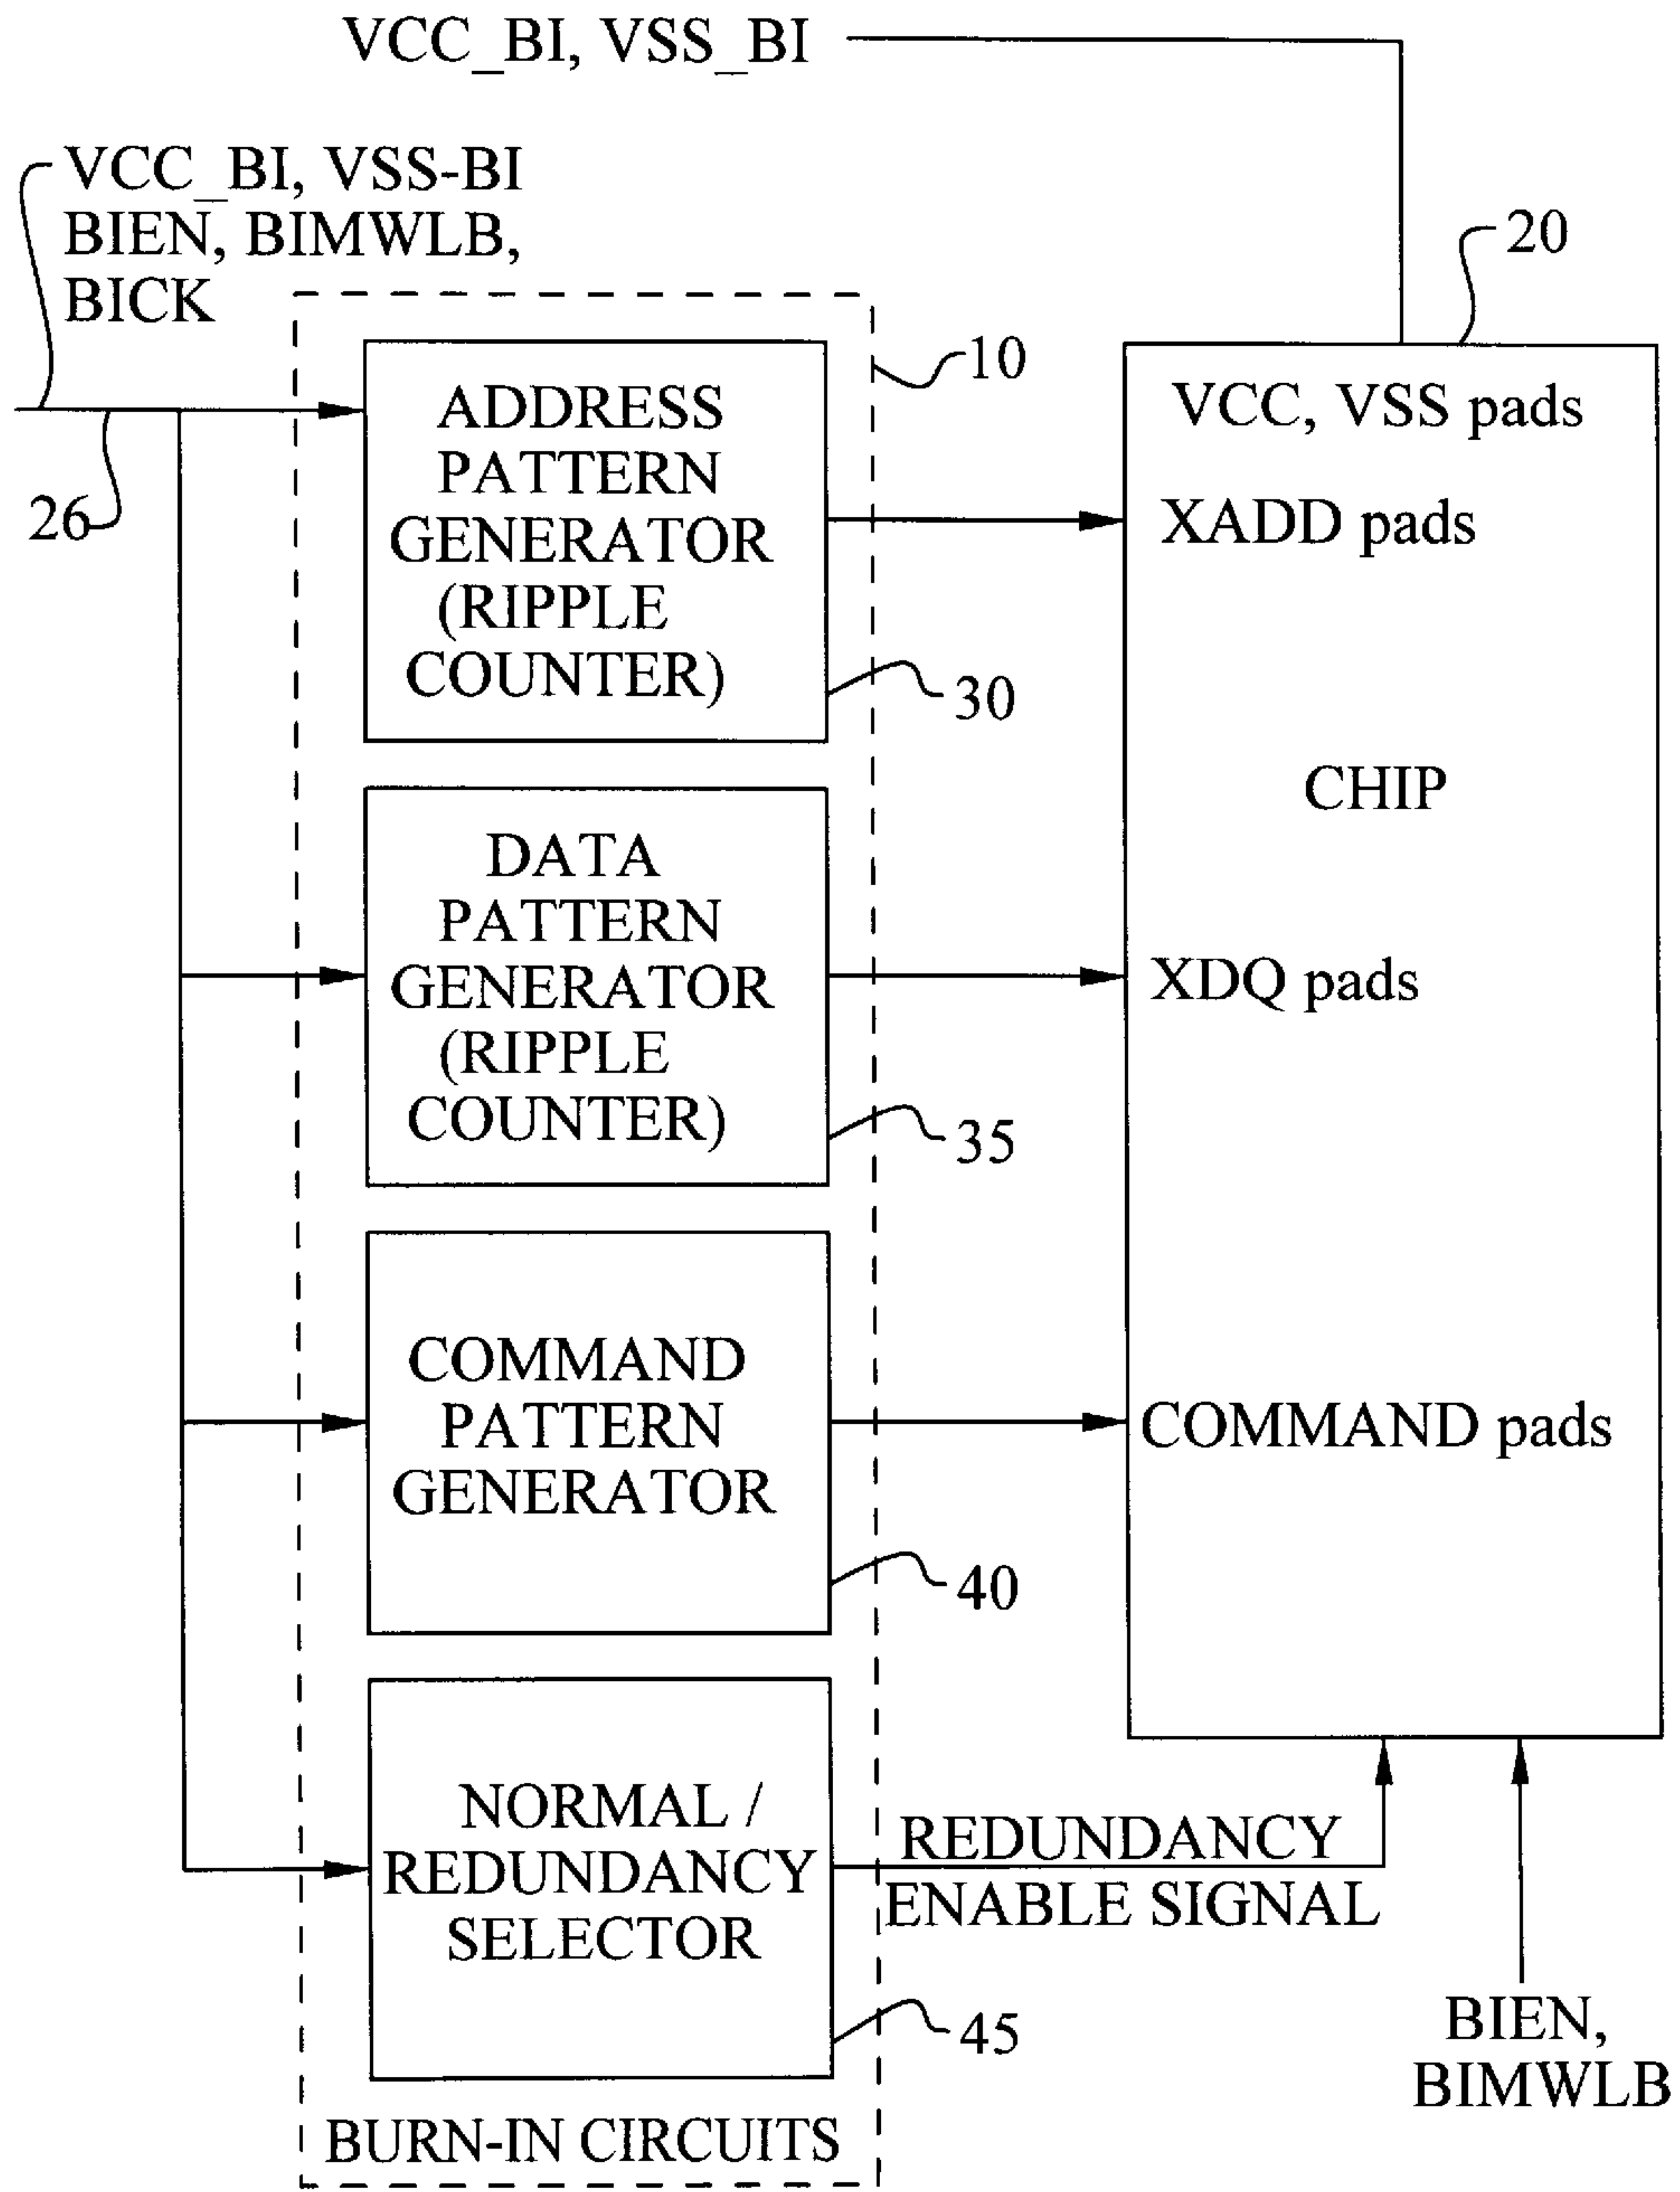 VCC_BI, VSS_BI
VCC_BI, VSS-BI
BIEN, BIMWLB,
BICK
20
10
26
ADDRESS
PATTERN
GENERATOR
(RIPPLE
COUNTER)
30
VCC, VSS pads
XADD pads
CHIP
DATA
PATTERN
GENERATOR
(RIPPLE
COUNTER)
35
XDQ pads
COMMAND
PATTERN
GENERATOR
40
COMMAND pads
NORMAL /
REDUNDANCY
SELECTOR
45
REDUNDANCY
ENABLE SIGNAL
BIEN,
BIMWLB
BURN-IN CIRCUITS